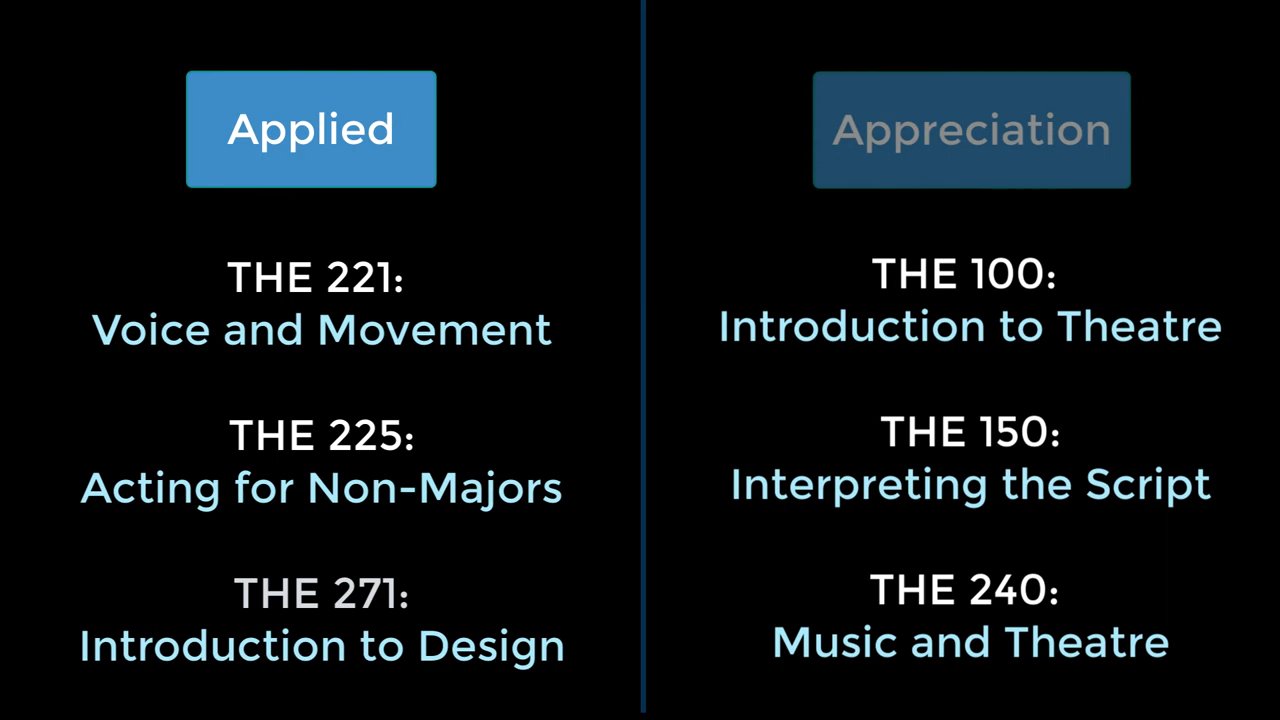 Applied
THE 221:
Voice and Movement
THE 225:
Acting for Non-Majors
THE 271:
Introduction to Design
Appreciation
THE 100:
Introduction to Theatre
THE 150:
Interpreting the Script
THE 240:
Music and Theatre